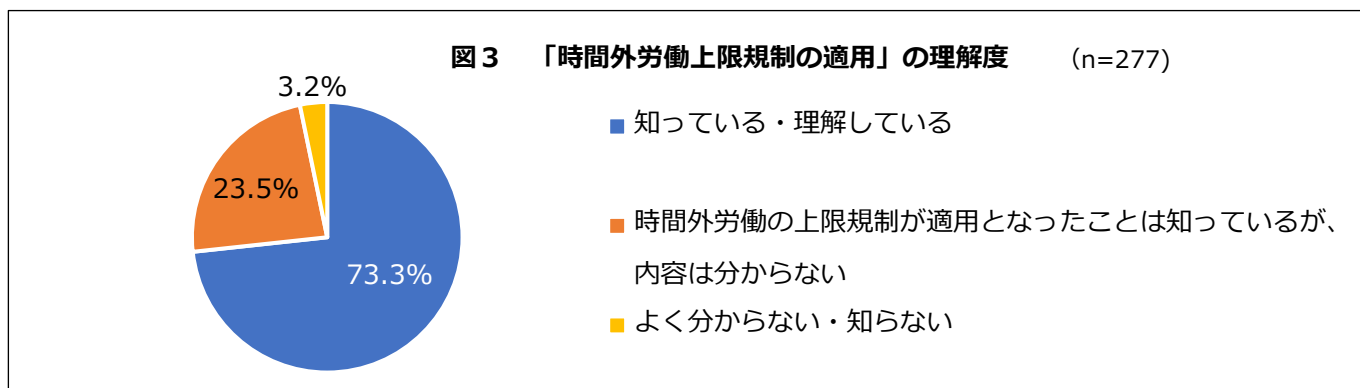 図３　「時間外労働上限規制の適用」の理解度　（n=277)
3.2%
23.5%
73.3%
知っている・理解している
時間外労働の上限規制が適用となったことは知っているが、
内容は分からない
よく分からない・知らない